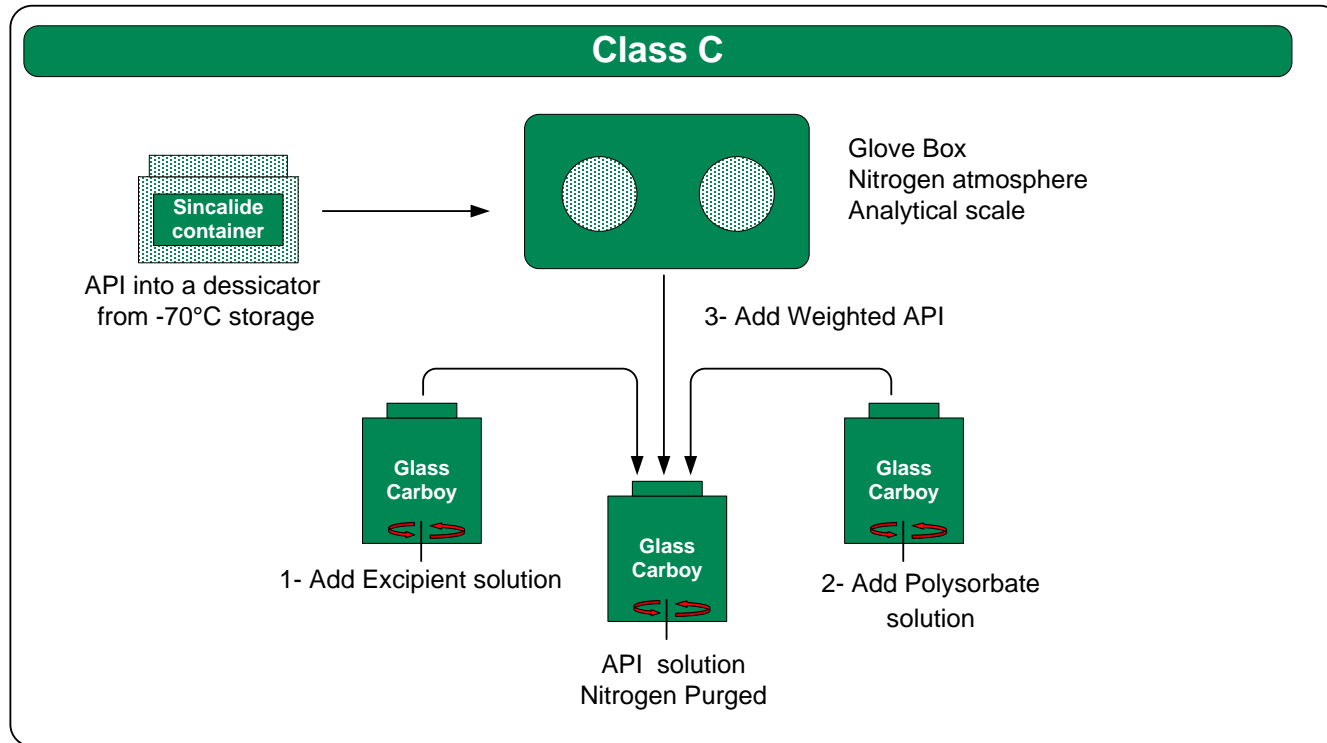 Class C
Sincalide
container
API into a dessicator
from -70°C storage
Glove Box
Nitrogen atmosphere
Analytical scale
3- Add Weighted API
Glass
Carboy
1- Add Excipient solution
Glass
Carboy
API  solution
Nitrogen Purged
Glass
Carboy
2- Add Polysorbate
solution